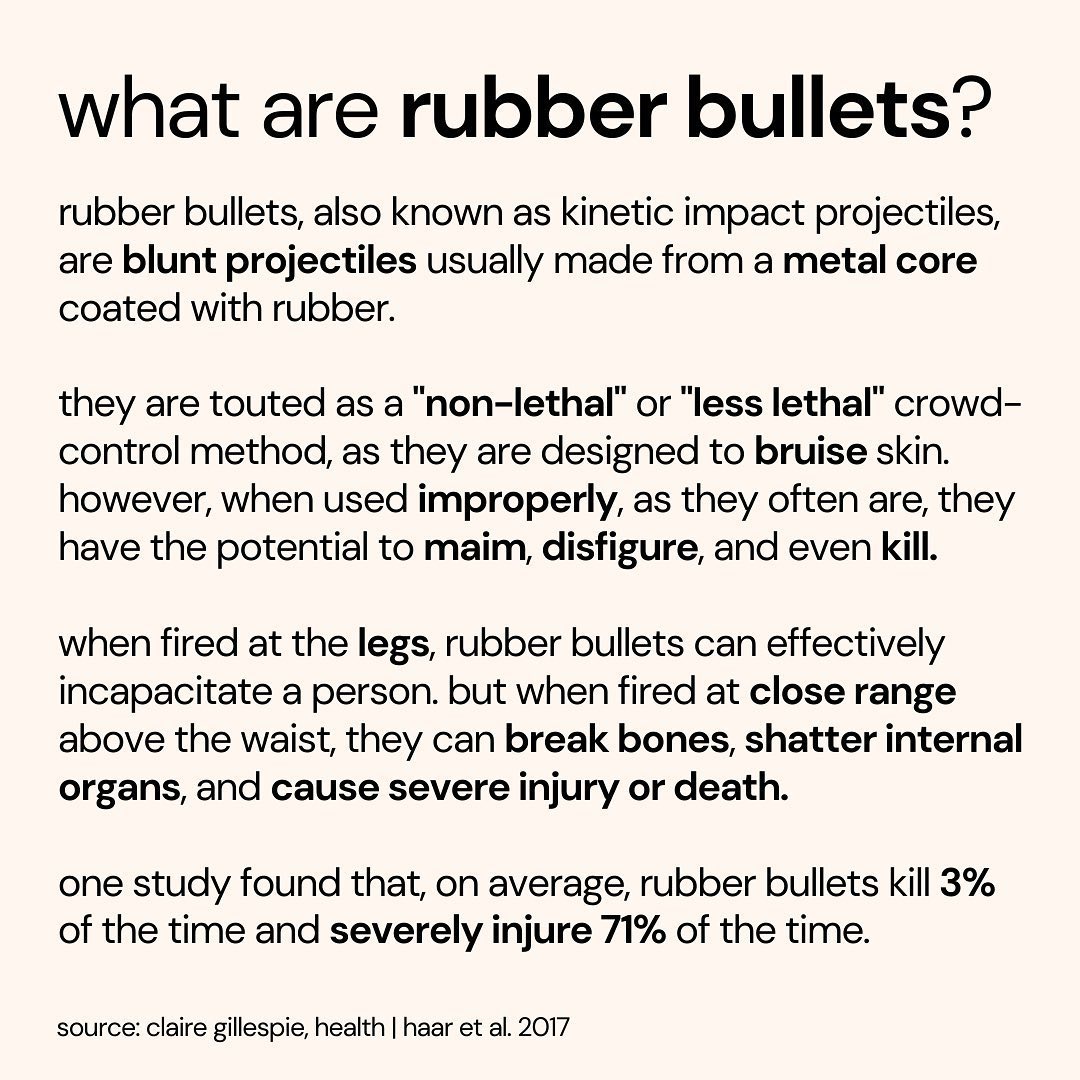 what are rubber bullets?
rubber bullets, also known as kinetic impact projectiles,
are blunt projectiles usually made from a metal core
coated with rubber.
they are touted as a "non-lethal" or "less lethal" crowd-
control method, as they are designed to bruise skin.
however, when used improperly, as they often are, they
have the potential to maim, disfigure, and even kill.
when fired at the legs, rubber bullets can effectively
incapacitate a person. but when fired at close range
above the waist, they can break bones, shatter internal
organs, and cause severe injury or death.
one study found that, on average, rubber bullets kill 3%
of the time and severely injure 71% of the time.
source: claire gillespie, health | haar et al. 2017